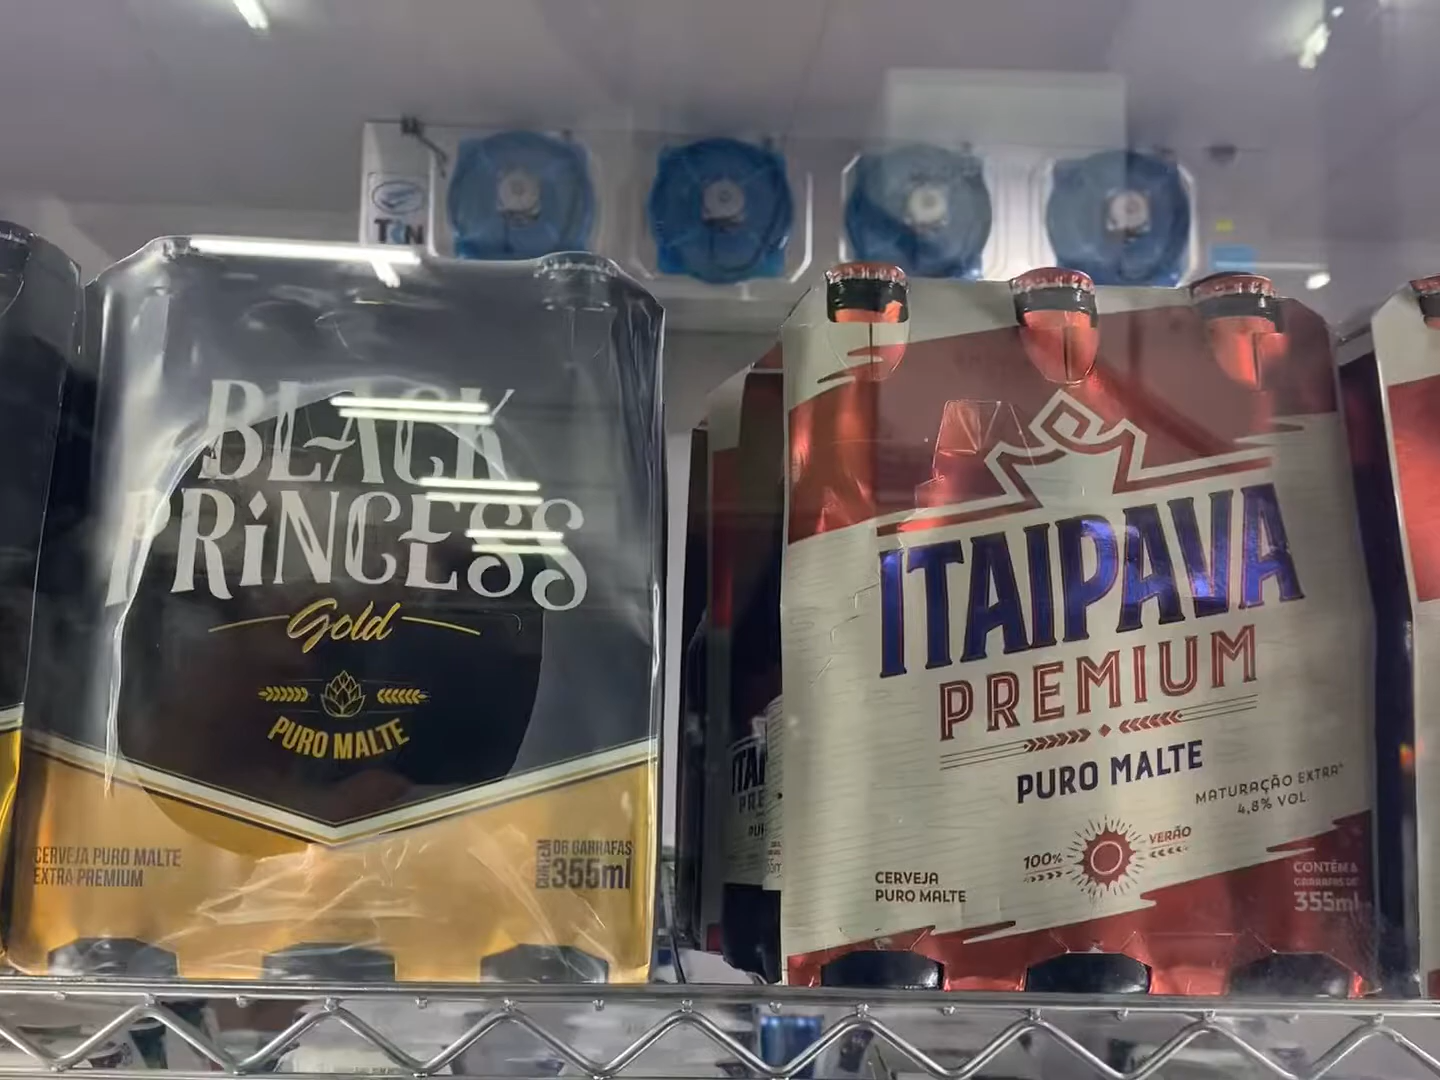 BLACK
PRINCESS
Gold
PURO MALTE
CERVEJA PURO MALTE
EXTRA PREMIUM
CONTÉM
06 GARRAFAS
355ml
ITAIPAVA
PREMIUM
PURO MALTE
MATURAÇÃO EXTRA*
4,8% VOL
100%
VERÃO
CERVEJA
PURO MALTE
CONTÉM 6
GARRAFAS DE
355ml